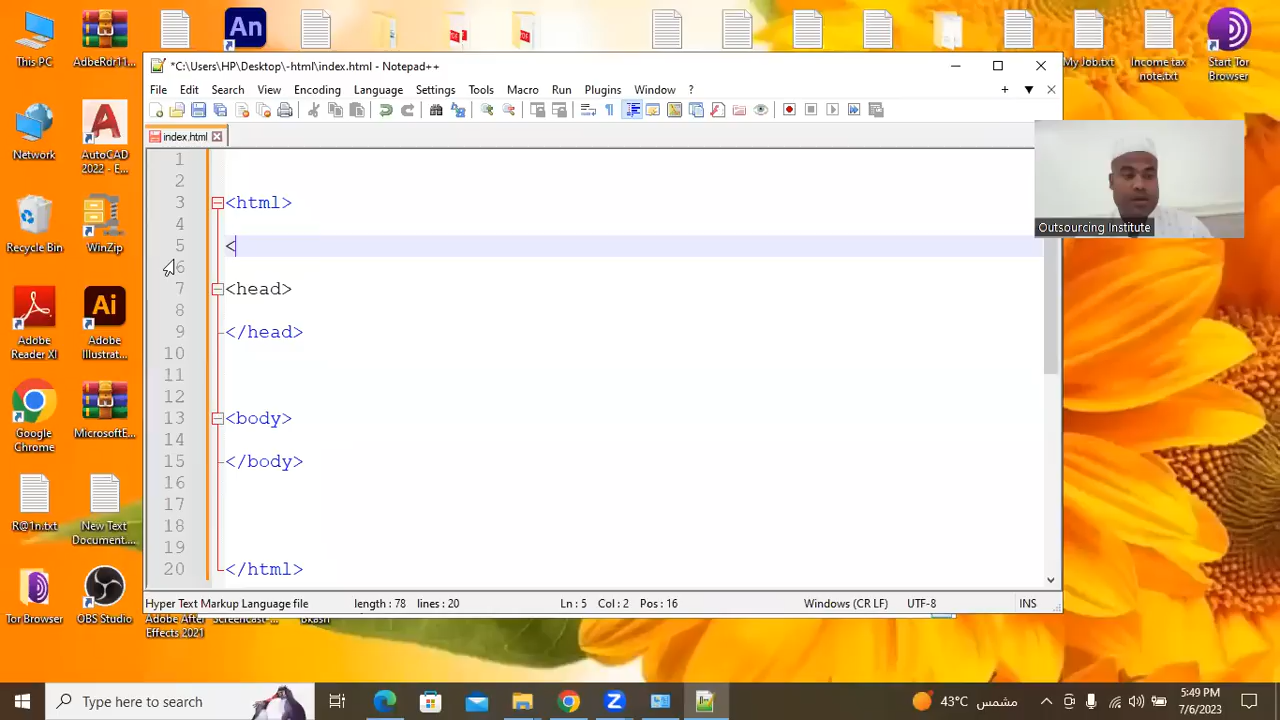 This PC
AdbeRdr11...
An
My Job.txt
Income tax note.txt
Start Tor Browser
*C:\Users\HP\Desktop\-html\index.html - Notepad++
File Edit Search View Encoding Language Settings Tools Macro Run Plugins Window ?
+ ▼ ✕
index.html
1
2
3 <html>
4
5 <
6
7 <head>
8
9 </head>
10
11
12
13 <body>
14
15 </body>
16
17
18
19
20 </html>
Hyper Text Markup Language file length : 78 lines : 20 Ln : 5 Col : 2 Pos : 16 Windows (CR LF) UTF-8 INS
Outsourcing Institute
Network
AutoCAD 2022 - E...
Recycle Bin
WinZip
Adobe Reader XI
Ai
Adobe Illustrat...
Google Chrome
MicrosoftE...
R@1n.txt
New Text Document....
Tor Browser
OBS Studio
Adobe After Effects 2021
Screencast-...
Bkash
Type here to search
43°C مشمس
5:49 PM
7/6/2023